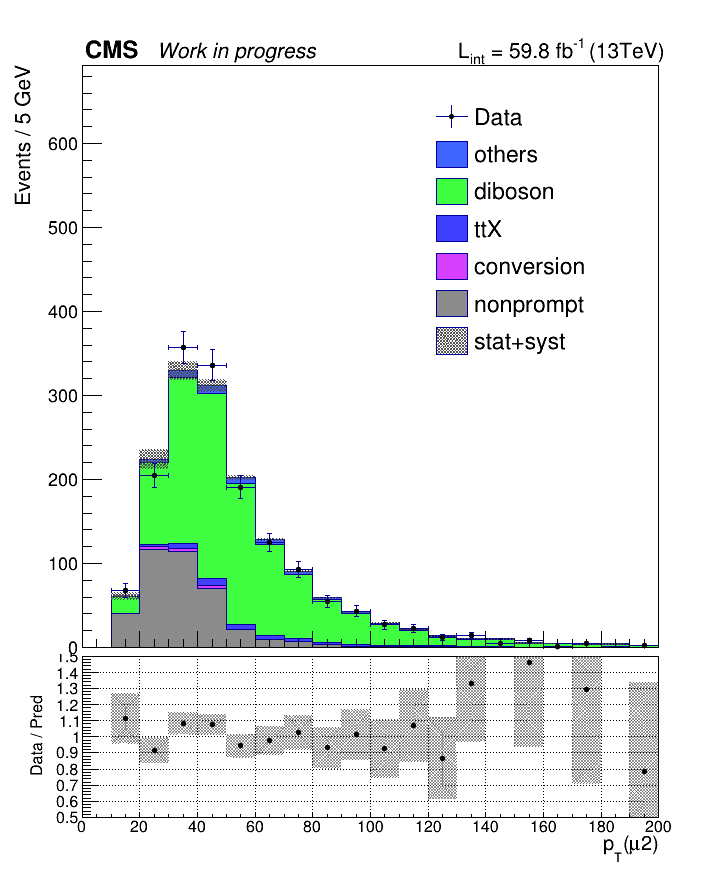 CMS Work in progress L_int = 59.8 fb^-1 (13TeV)
Events / 5 GeV
600
500
400
300
200
100
0
Data
others
diboson
ttX
conversion
nonprompt
stat+syst
Data / Pred
1.5
1.4
1.3
1.2
1.1
1
0.9
0.8
0.7
0.6
0.5
0 20 40 60 80 100 120 140 160 180 200
p_T(μ2)